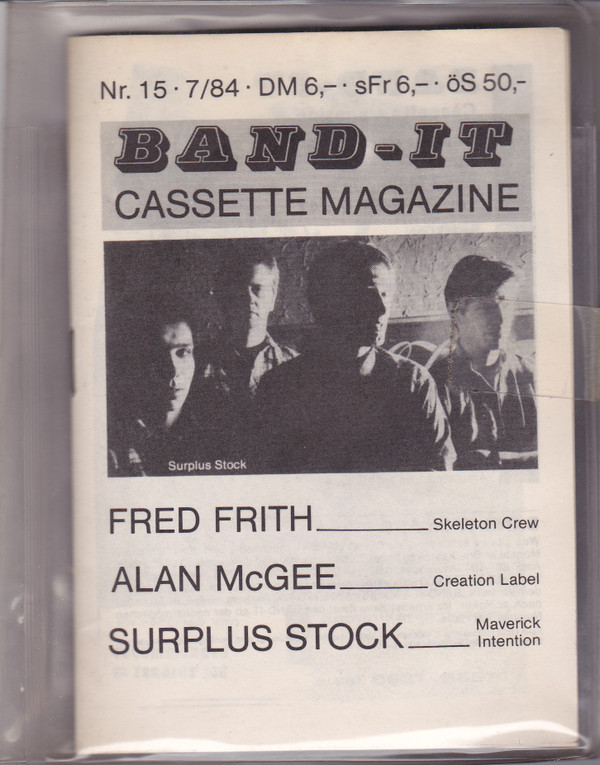 Nr. 15 · 7/84 · DM 6,– · sFr 6,– · öS 50,-
BAND-IT
CASSETTE MAGAZINE
Surplus Stock
FRED FRITH Skeleton Crew
ALAN McGEE Creation Label
SURPLUS STOCK Maverick
Intention